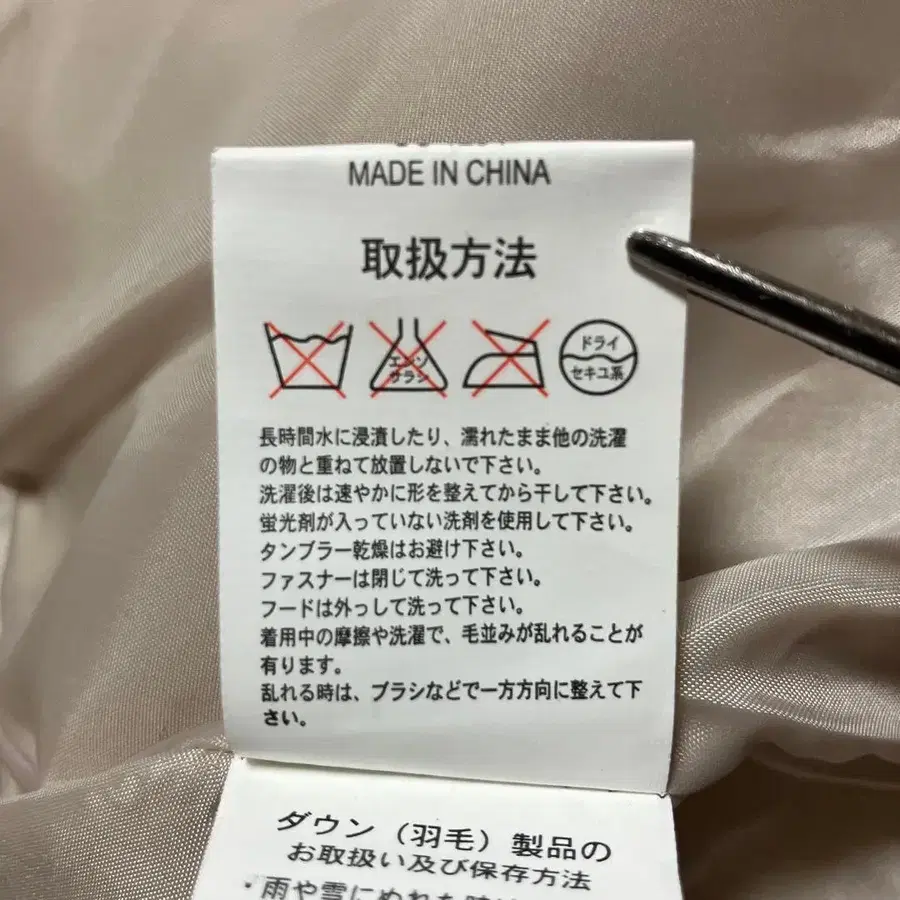 MADE IN CHINA
取扱方法
エンソ
サラシ
ドライ
セキユ系
長時間水に浸漬したり、濡れたまま他の洗濯
の物と重ねて放置しないで下さい。
洗濯後は速やかに形を整えてから干して下さい。
蛍光剤が入っていない洗剤を使用して下さい。
タンブラー乾燥はお避け下さい。
ファスナーは閉じて洗って下さい。
フードは外っして洗って下さい。
着用中の摩擦や洗濯で、毛並みが乱れることが
有ります。
乱れる時は、ブラシなどで一方方向に整えて下
さい。
ダウン（羽毛）製品の
お取扱い及び保存方法
・雨や雪にぬれた時は